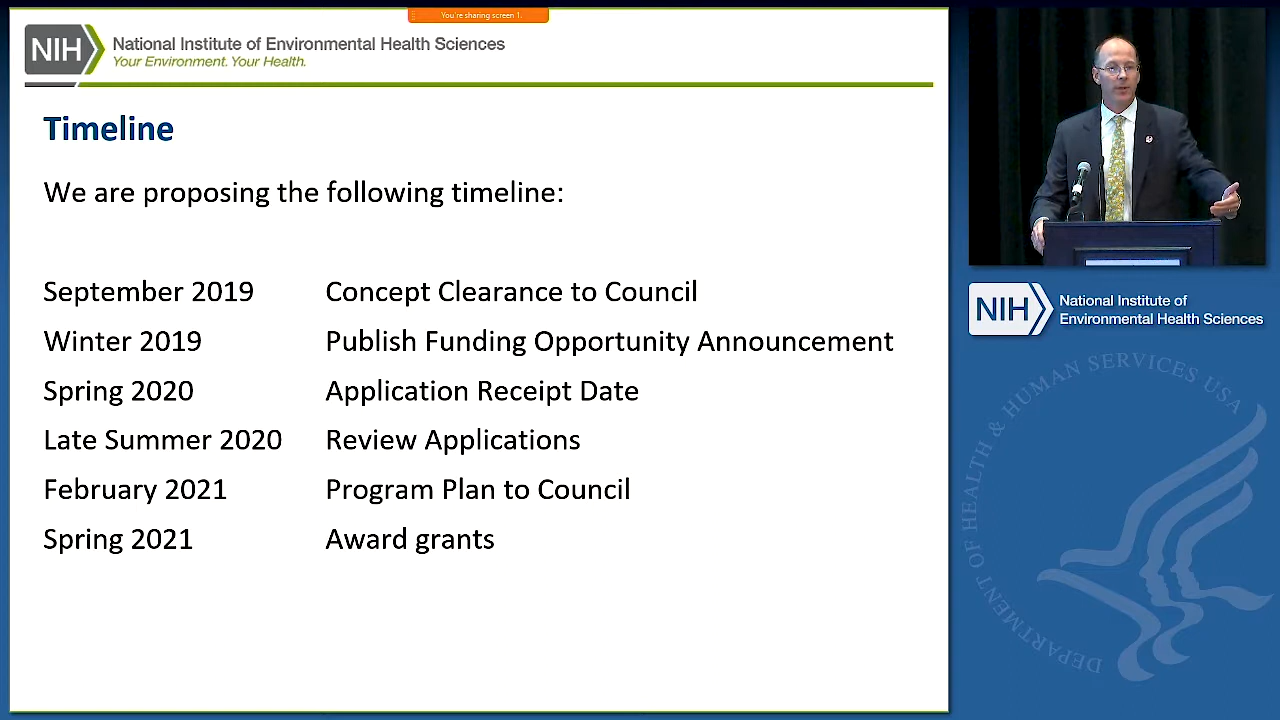 You're sharing screen 1.
NIH
National Institute of Environmental Health Sciences
Your Environment. Your Health.
Timeline
We are proposing the following timeline:
September 2019 Concept Clearance to Council
Winter 2019 Publish Funding Opportunity Announcement
Spring 2020 Application Receipt Date
Late Summer 2020 Review Applications
February 2021 Program Plan to Council
Spring 2021 Award grants
NIH
National Institute of
Environmental Health Sciences
DEPARTMENT OF HEALTH & HUMAN SERVICES USA